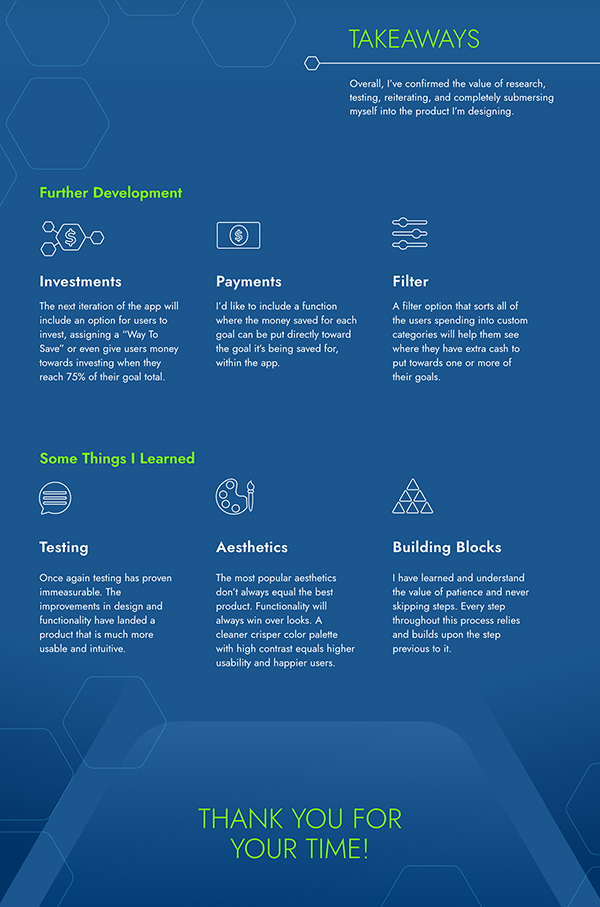 TAKEAWAYS
Overall, I've confirmed the value of research,
testing, reiterating, and completely submersing
myself into the product I'm designing.
Further Development
Investments
The next iteration of the app will
include an option for users to
invest, assigning a "Way To
Save" or even give users money
towards investing when they
reach 75% of their goal total.
Payments
I'd like to include a function
where the money saved for each
goal can be put directly toward
the goal it's being saved for,
within the app.
Filter
A filter option that sorts all of
the users spending into custom
categories will help them see
where they have extra cash to
put towards one or more of
their goals.
Some Things I Learned
Testing
Once again testing has proven
immeasurable. The
improvements in design and
functionality have landed a
product that is much more
usable and intuitive.
Aesthetics
The most popular aesthetics
don't always equal the best
product. Functionality will
always win over looks. A
cleaner crisper color palette
with high contrast equals higher
usability and happier users.
Building Blocks
I have learned and understand
the value of patience and never
skipping steps. Every step
throughout this process relies
and builds upon the step
previous to it.
THANK YOU FOR
YOUR TIME!